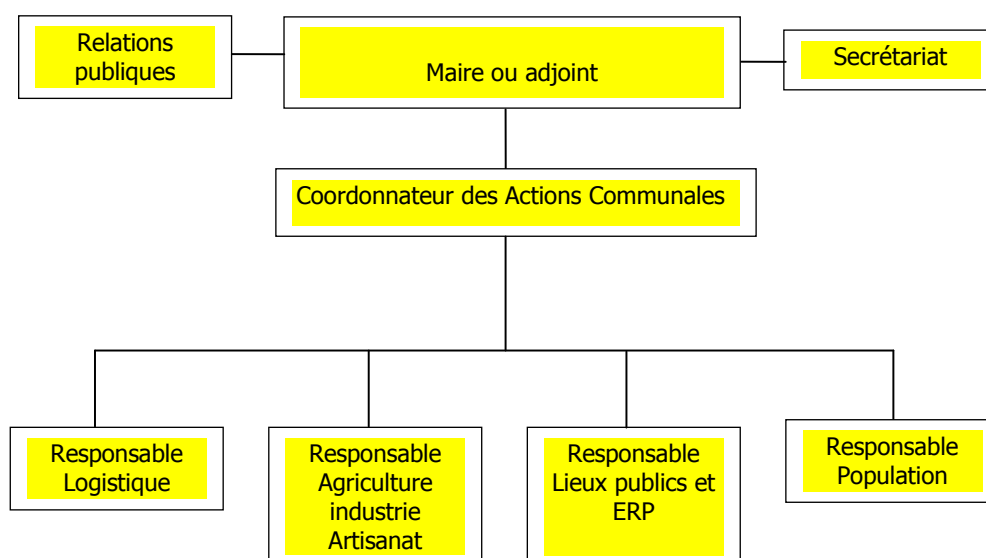 Relations
publiques
Maire ou adjoint
Secrétariat
Coordonnateur des Actions Communales
Responsable
Logistique
Responsable
Agriculture
industrie
Artisanat
Responsable
Lieux publics et
ERP
Responsable
Population